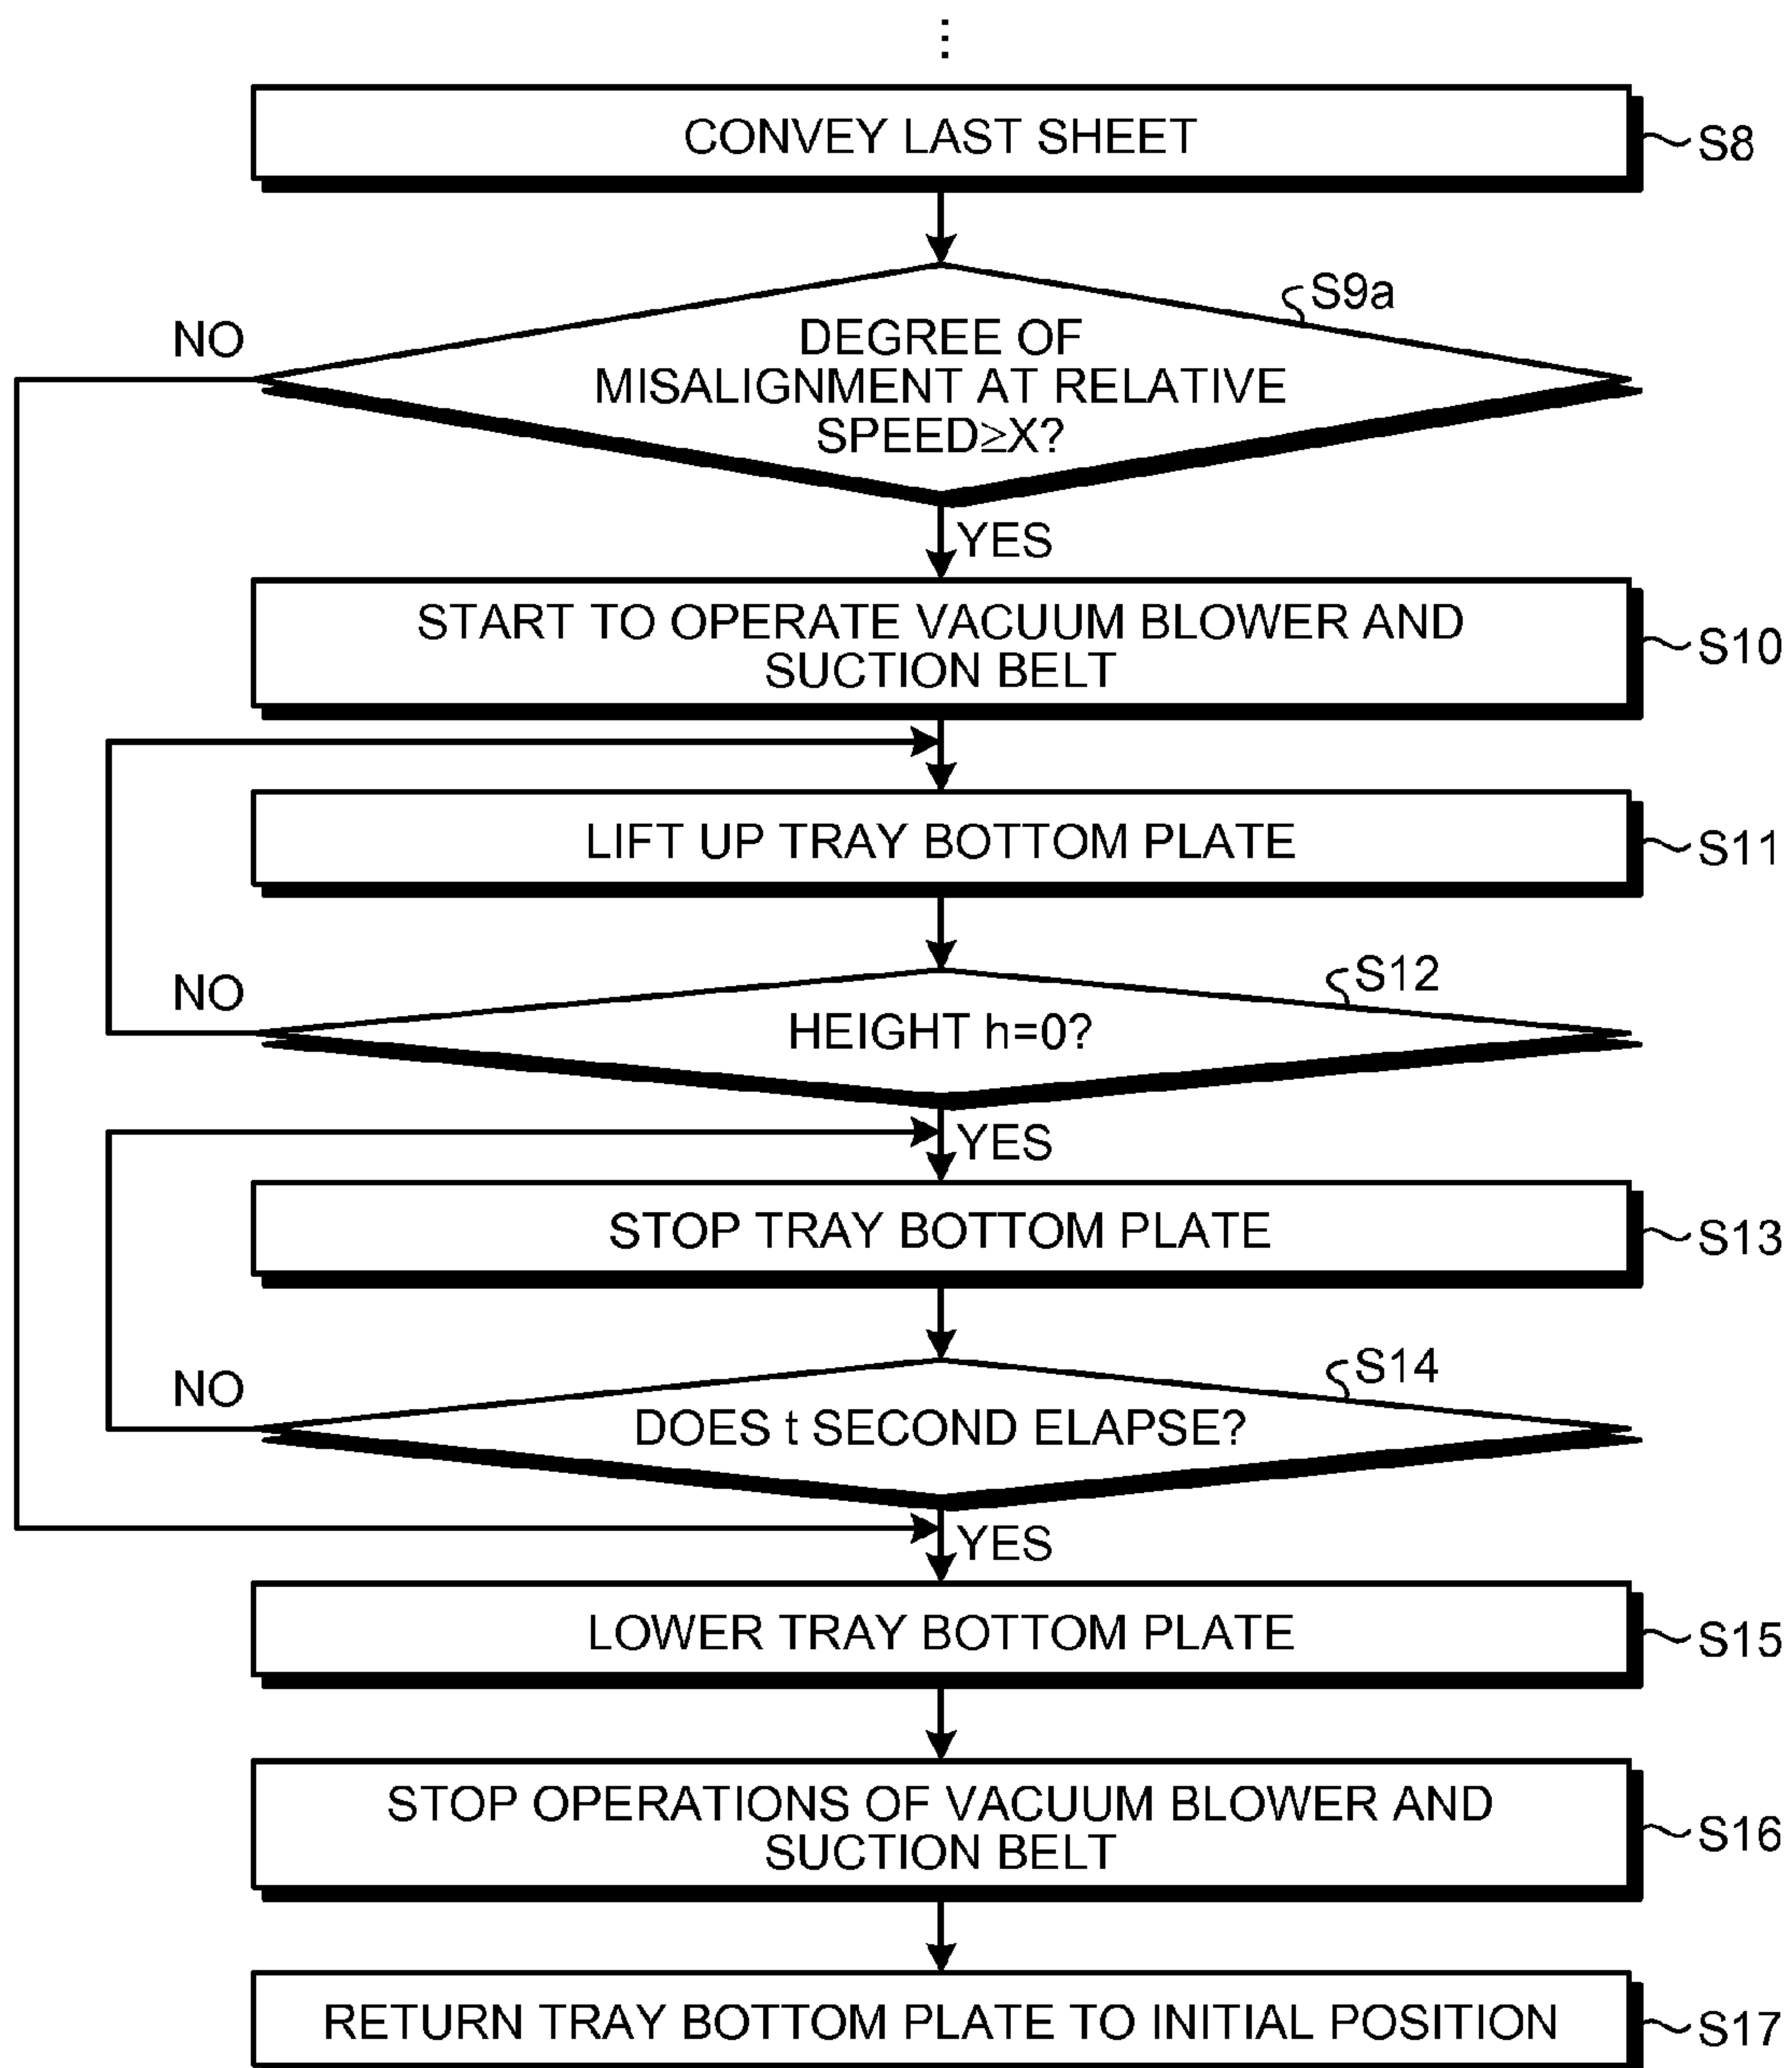 ⋮
CONVEY LAST SHEET
S8
S9a
NO
DEGREE OF
MISALIGNMENT AT RELATIVE
SPEED≥X?
YES
START TO OPERATE VACUUM BLOWER AND
SUCTION BELT
S10
LIFT UP TRAY BOTTOM PLATE
S11
S12
NO
HEIGHT h=0?
YES
STOP TRAY BOTTOM PLATE
S13
S14
NO
DOES t SECOND ELAPSE?
YES
LOWER TRAY BOTTOM PLATE
S15
STOP OPERATIONS OF VACUUM BLOWER AND
SUCTION BELT
S16
RETURN TRAY BOTTOM PLATE TO INITIAL POSITION
S17